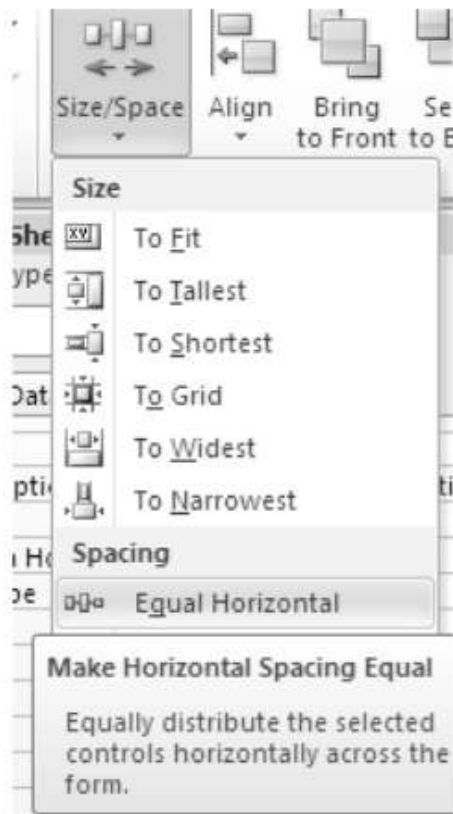 Size/Space
Align
Bring
to Front
Size
To Fit
To Tallest
To Shortest
To Grid
To Widest
To Narrowest
Spacing
Equal Horizontal
Make Horizontal Spacing Equal
Equally distribute the selected
controls horizontally across the
form.